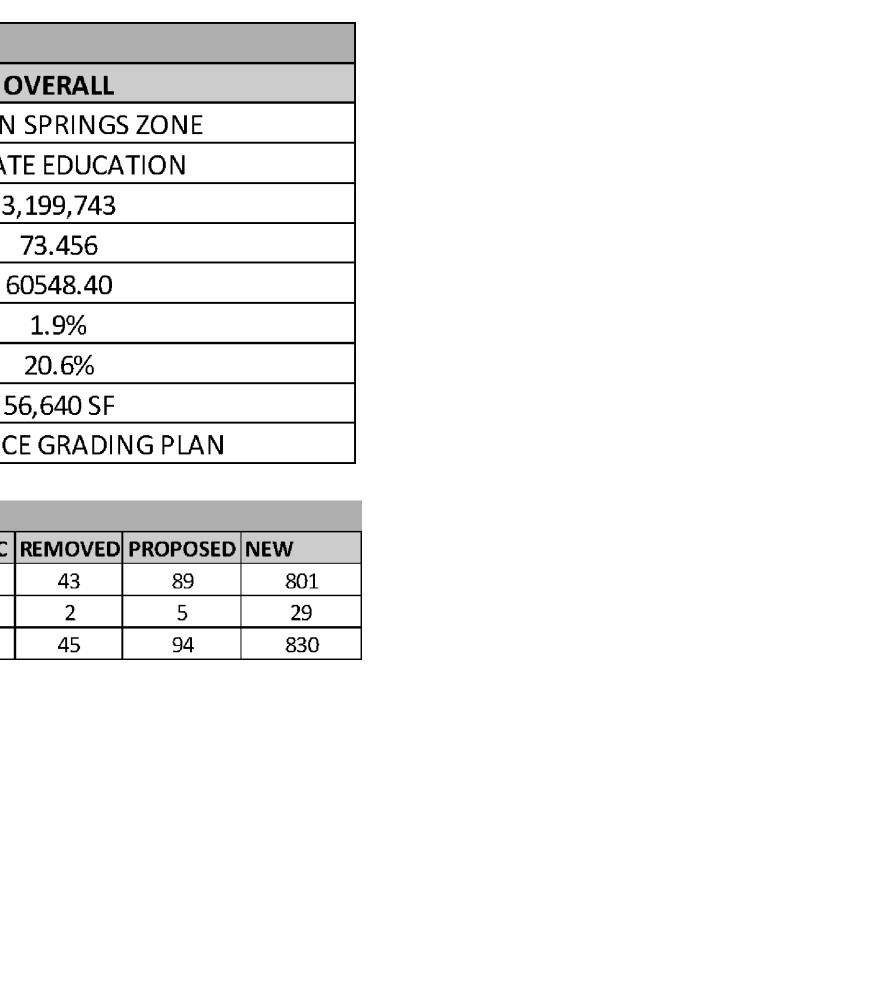 OVERALL
N SPRINGS ZONE
ATE EDUCATION
3,199,743
73.456
60548.40
1.9%
20.6%
56,640 SF
CE GRADING PLAN
C REMOVED PROPOSED NEW
43 89 801
2 5 29
45 94 830